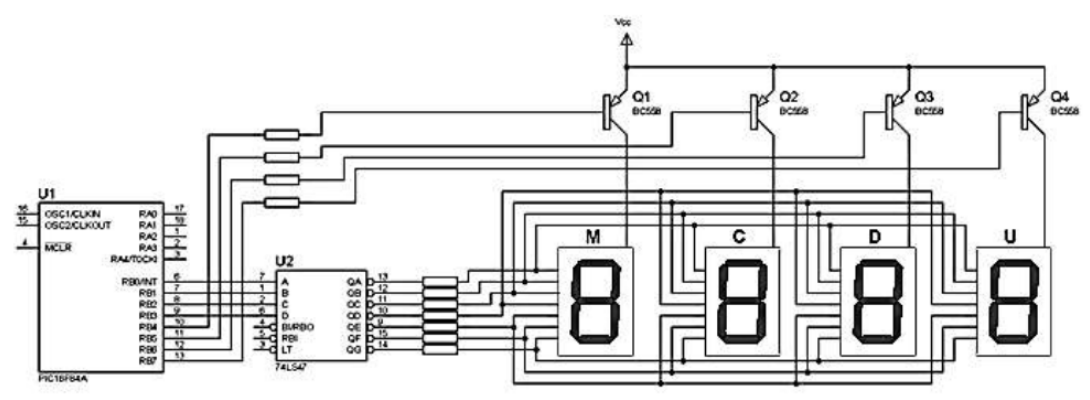 Vcc
Q1
BC558
Q2
BC558
Q3
BC558
Q4
BC558
U1
16 OSC1/CLKIN RA0 17
15 OSC2/CLKOUT RA1 18
RA2 1
4 MCLR RA3 2
RA4/T0CKI 3
RB0/INT 6
RB1 7
RB2 8
RB3 9
RB4 10
RB5 11
RB6 12
RB7 13
PIC16F84A
U2
7 A QA 13
1 B QB 12
2 C QC 11
6 D QD 10
4 BI/RBO QE 9
5 RBI QF 15
3 LT QG 14
74LS47
M
C
D
U